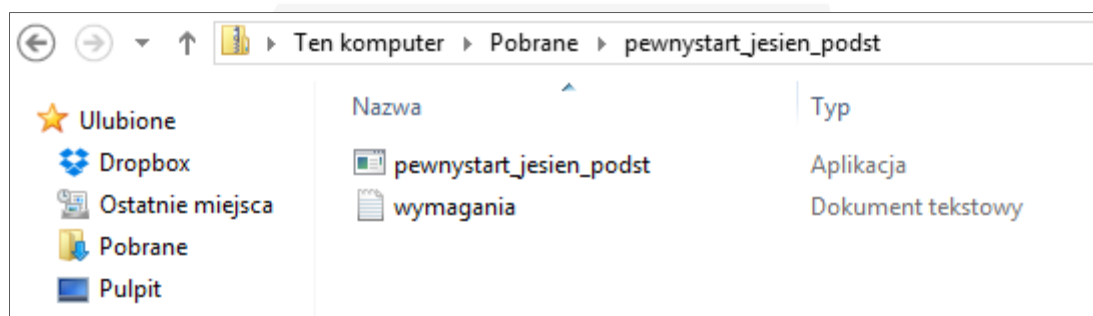 Ten komputer Pobrane pewnystart_jesien_podst
Ulubione
Dropbox
Ostatnie miejsca
Pobrane
Pulpit
Nazwa Typ
pewnystart_jesien_podst Aplikacja
wymagania Dokument tekstowy